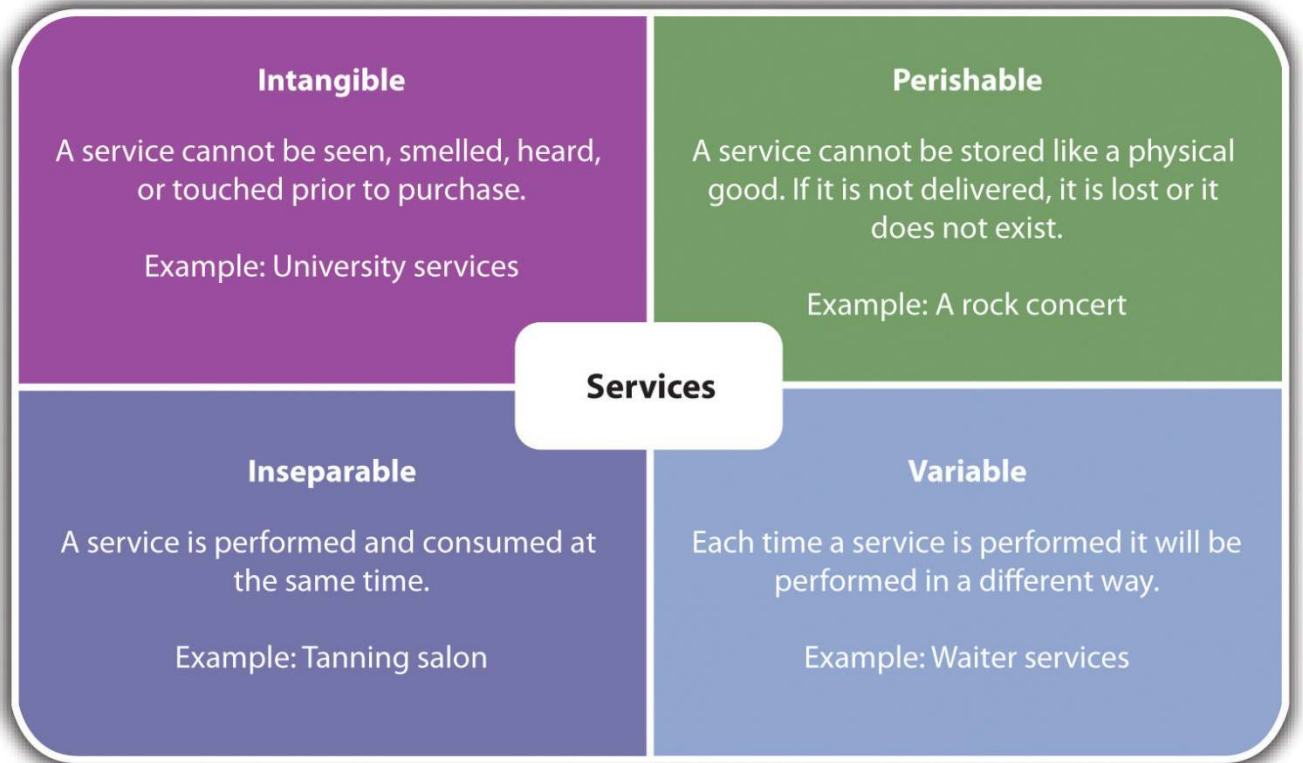 Intangible
A service cannot be seen, smelled, heard,
or touched prior to purchase.
Example: University services
Perishable
A service cannot be stored like a physical
good. If it is not delivered, it is lost or it
does not exist.
Example: A rock concert
Services
Inseparable
A service is performed and consumed at
the same time.
Example: Tanning salon
Variable
Each time a service is performed it will be
performed in a different way.
Example: Waiter services